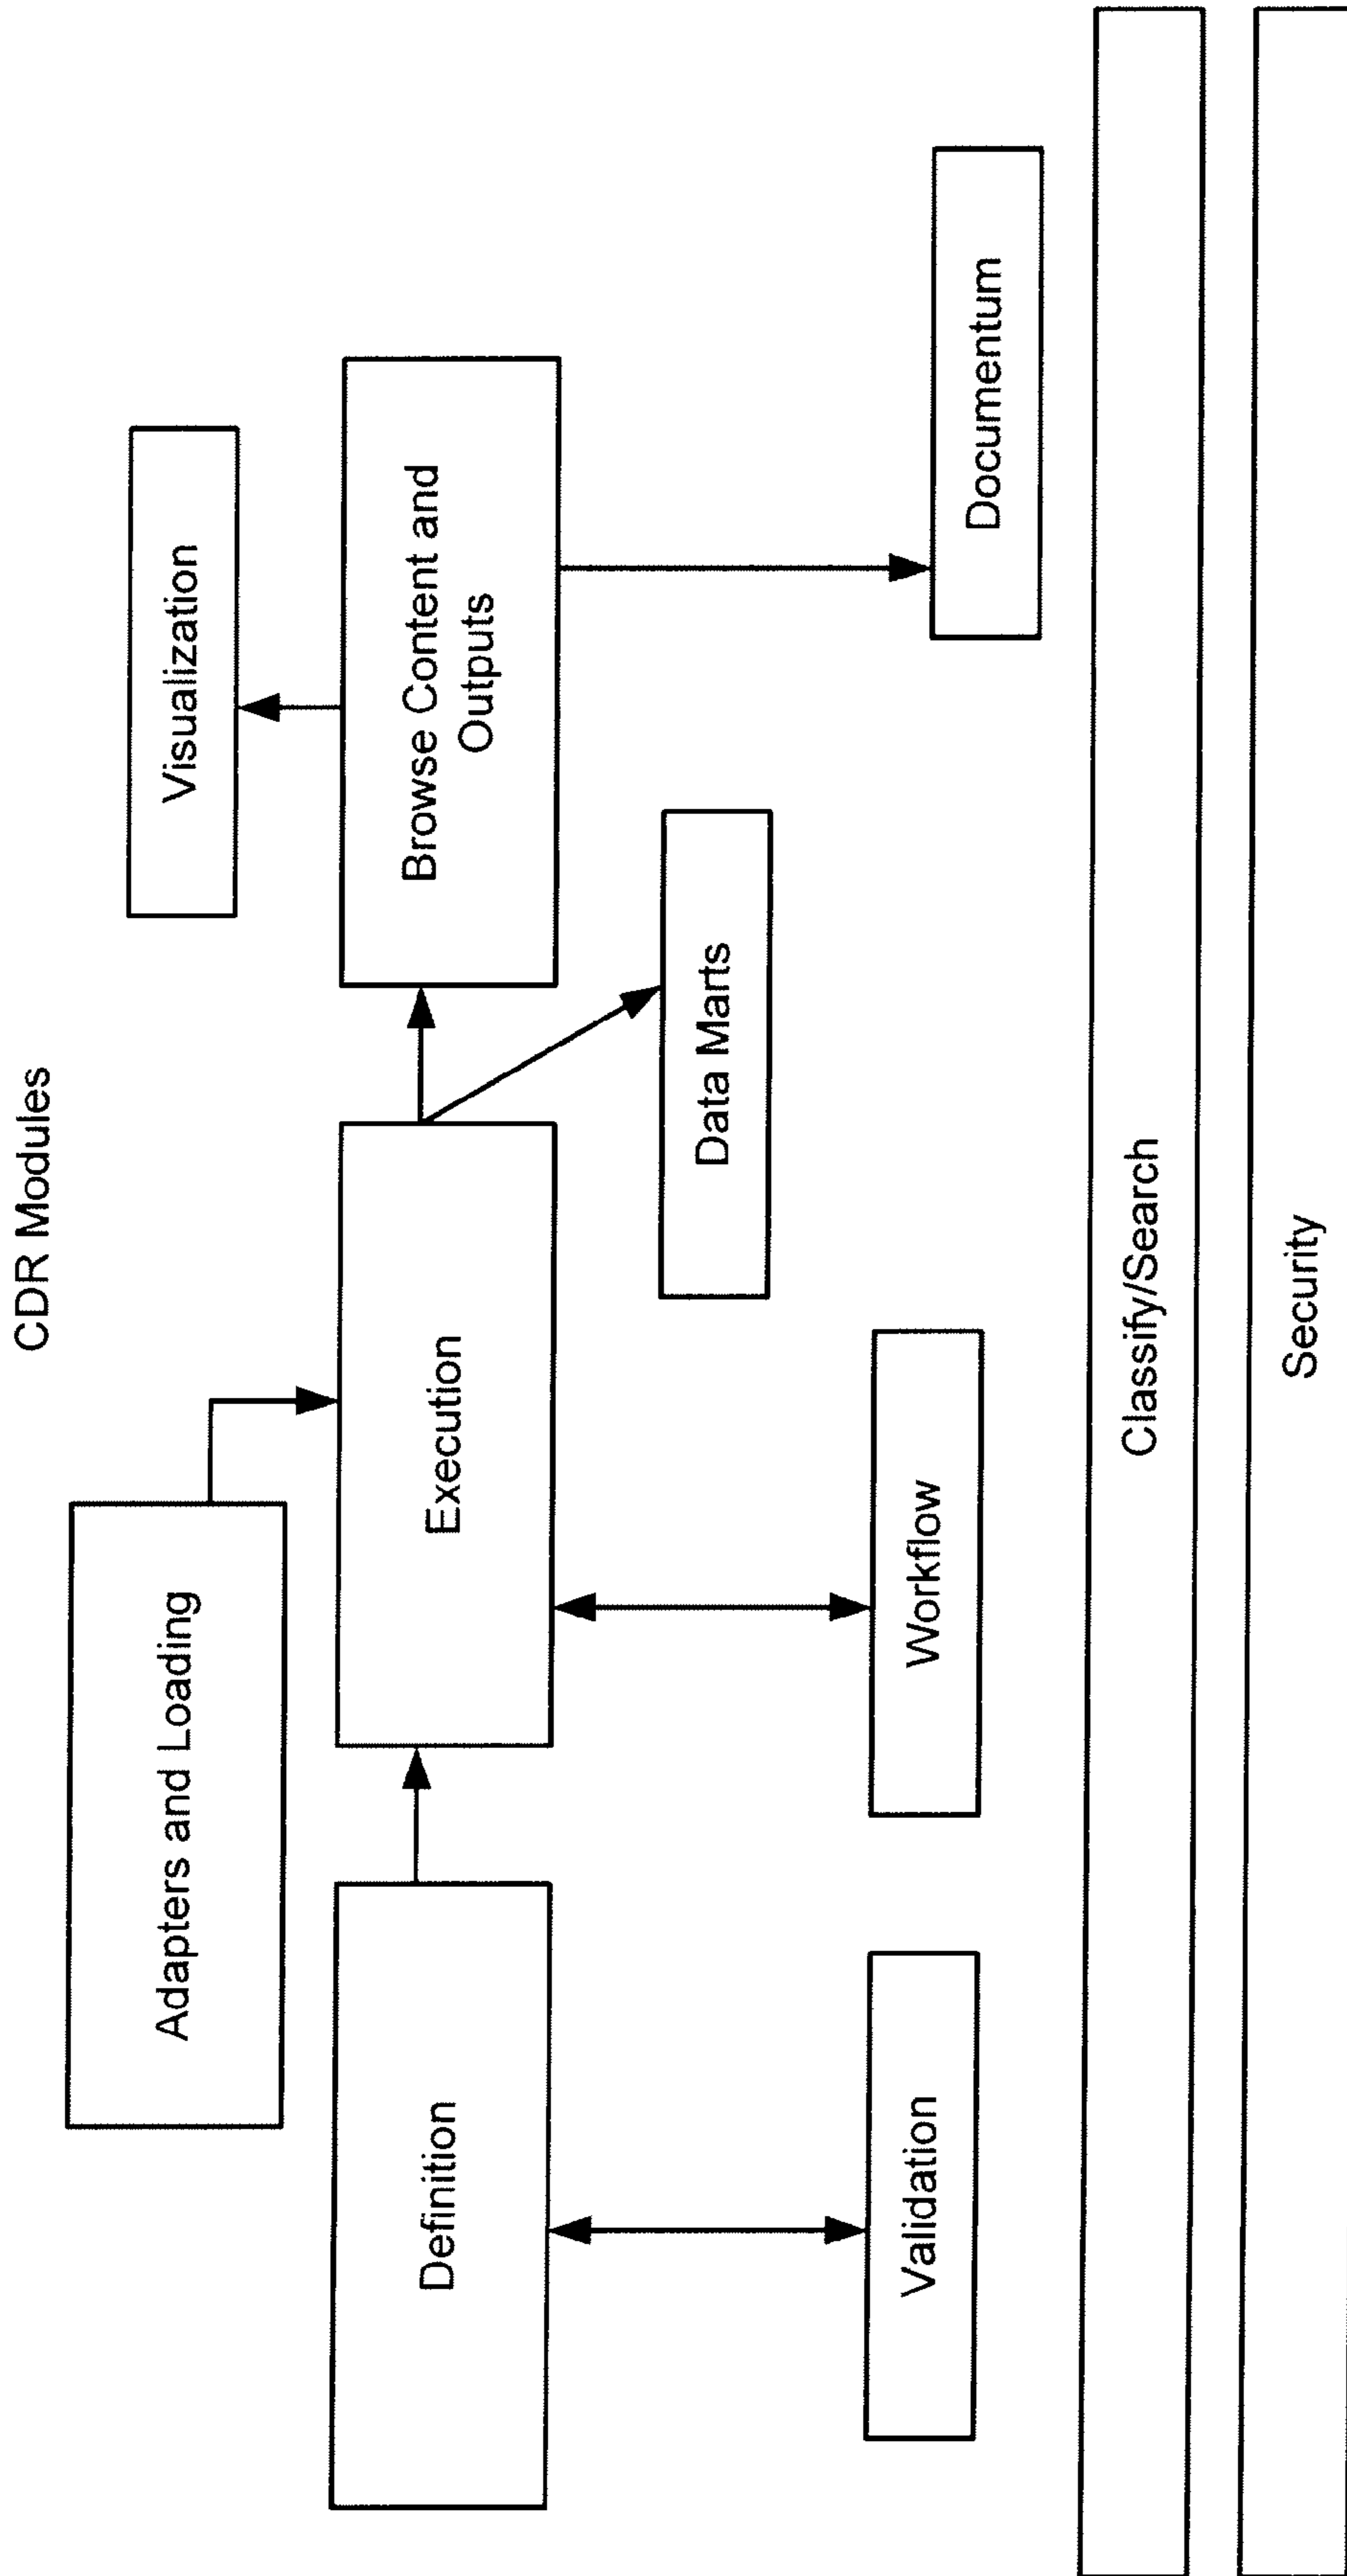 CDR Modules
Adapters and Loading
Visualization
Definition
Execution
Browse Content and
Outputs
Data Marts
Validation
Workflow
Documentum
Classify/Search
Security